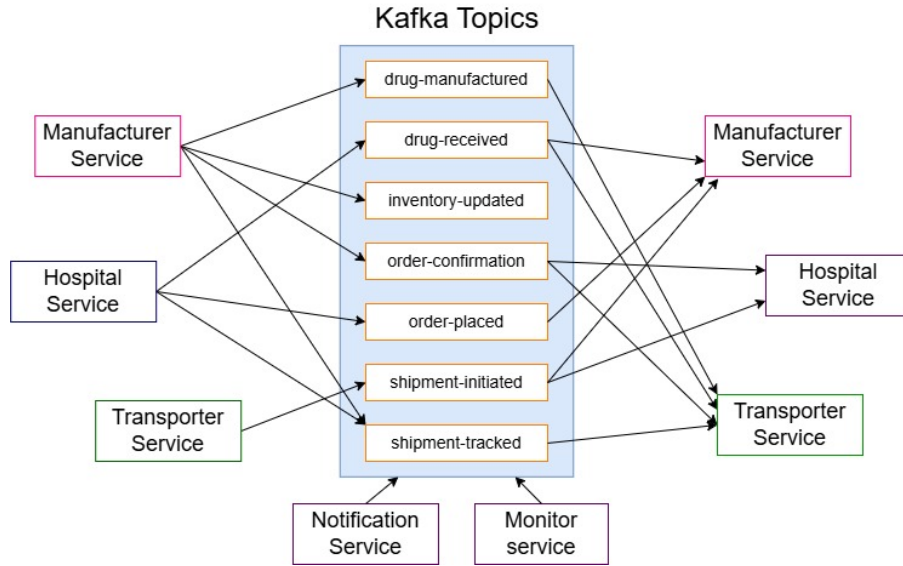 Kafka Topics
drug-manufactured
drug-received
inventory-updated
order-confirmation
order-placed
shipment-initiated
shipment-tracked
Manufacturer
Service
Hospital
Service
Transporter
Service
Manufacturer
Service
Hospital
Service
Transporter
Service
Notification
Service
Monitor
service